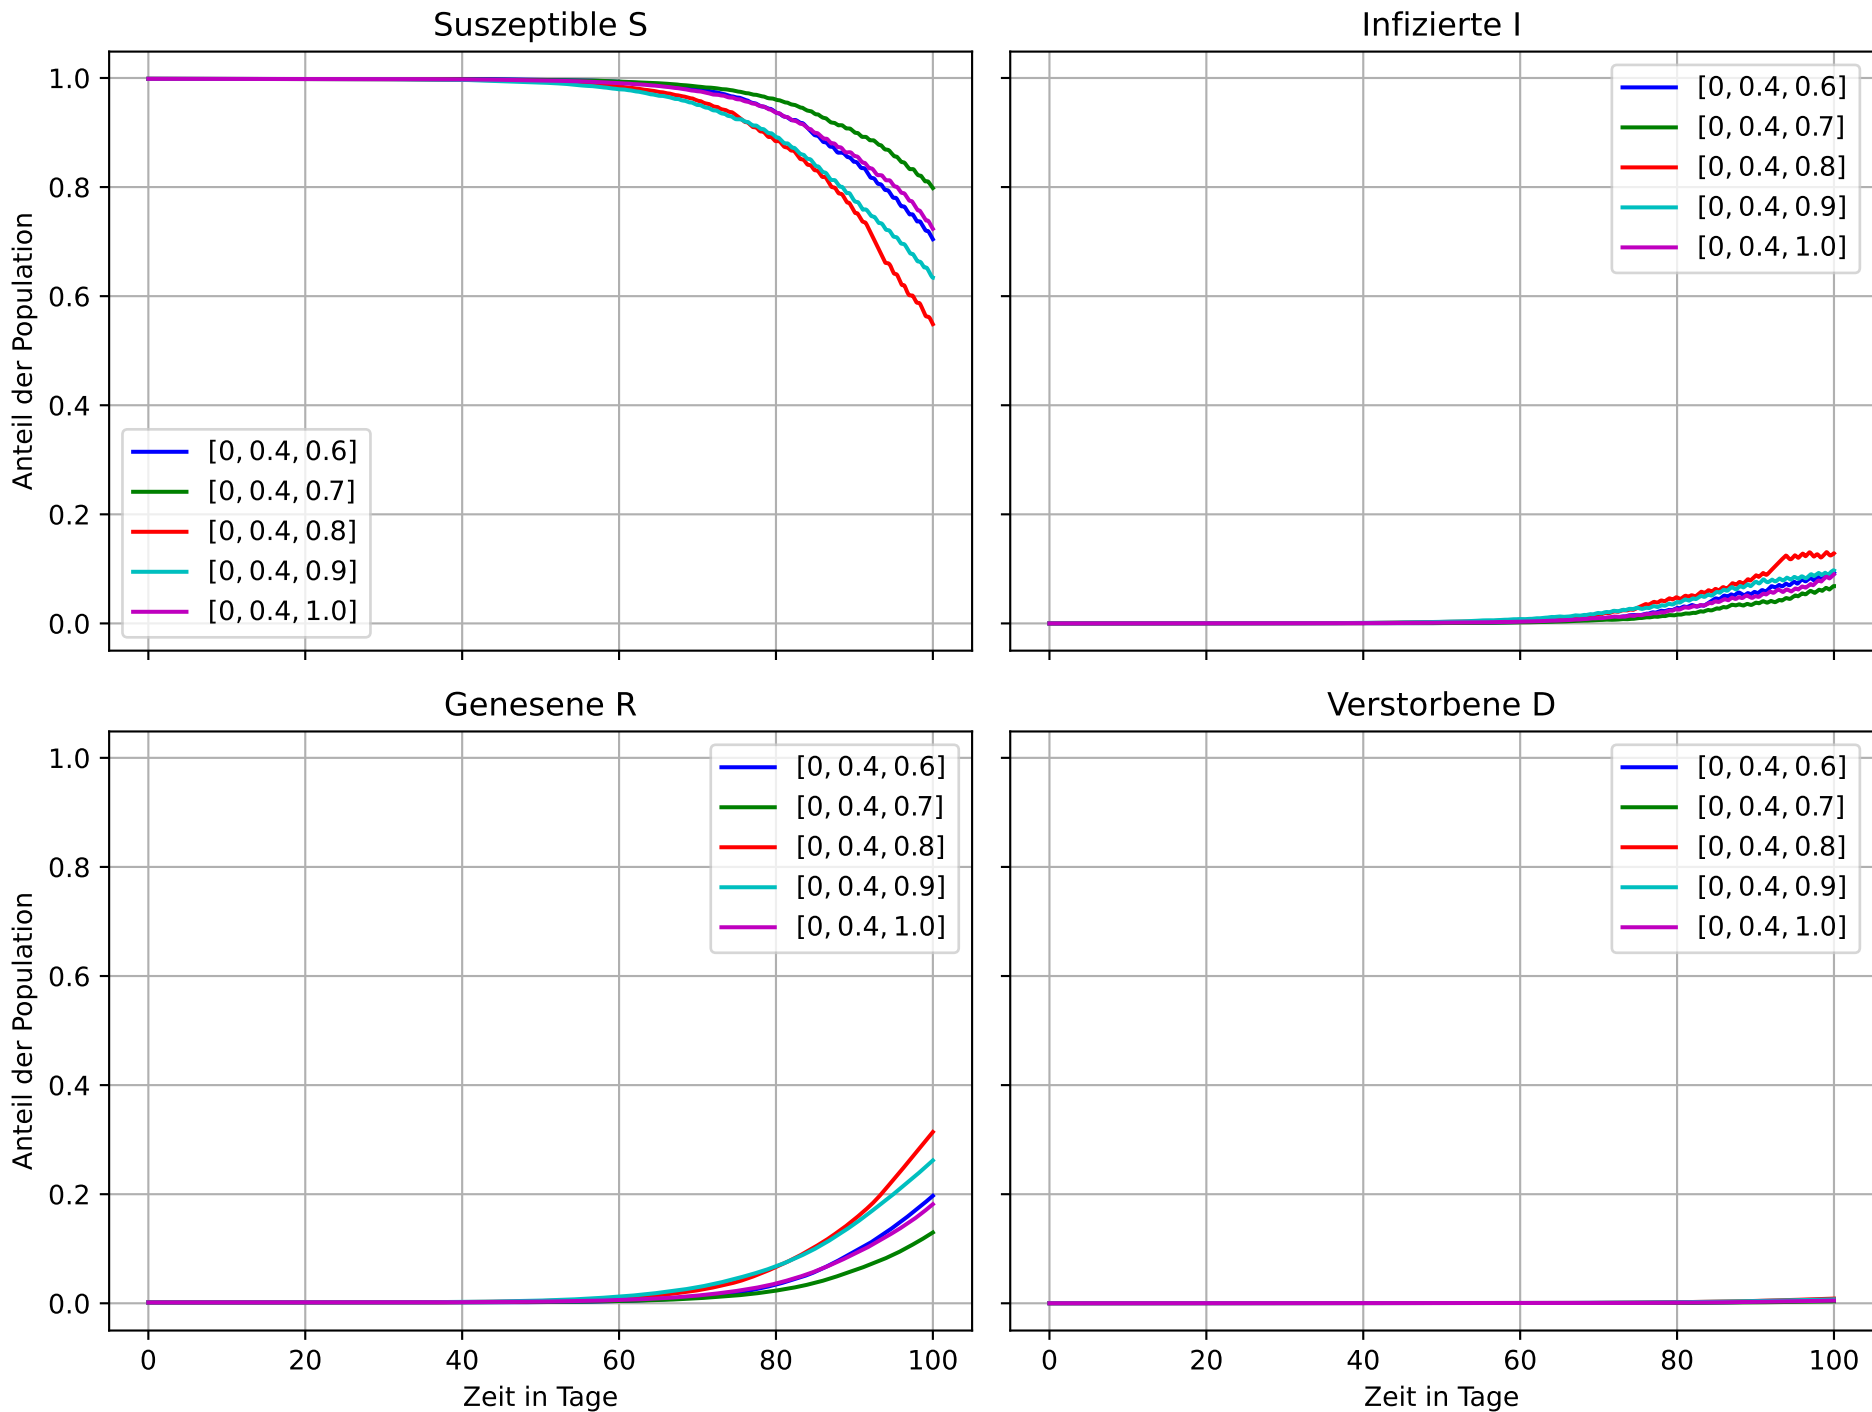 Suszeptible S
Anteil der Population
1.0
0.8
0.6
0.4
0.2
0.0
[0, 0.4, 0.6]
[0, 0.4, 0.7]
[0, 0.4, 0.8]
[0, 0.4, 0.9]
[0, 0.4, 1.0]
Infizierte I
[0, 0.4, 0.6]
[0, 0.4, 0.7]
[0, 0.4, 0.8]
[0, 0.4, 0.9]
[0, 0.4, 1.0]
Genesene R
Anteil der Population
1.0
0.8
0.6
0.4
0.2
0.0
[0, 0.4, 0.6]
[0, 0.4, 0.7]
[0, 0.4, 0.8]
[0, 0.4, 0.9]
[0, 0.4, 1.0]
0 20 40 60 80 100
Zeit in Tage
Verstorbene D
[0, 0.4, 0.6]
[0, 0.4, 0.7]
[0, 0.4, 0.8]
[0, 0.4, 0.9]
[0, 0.4, 1.0]
0 20 40 60 80 100
Zeit in Tage